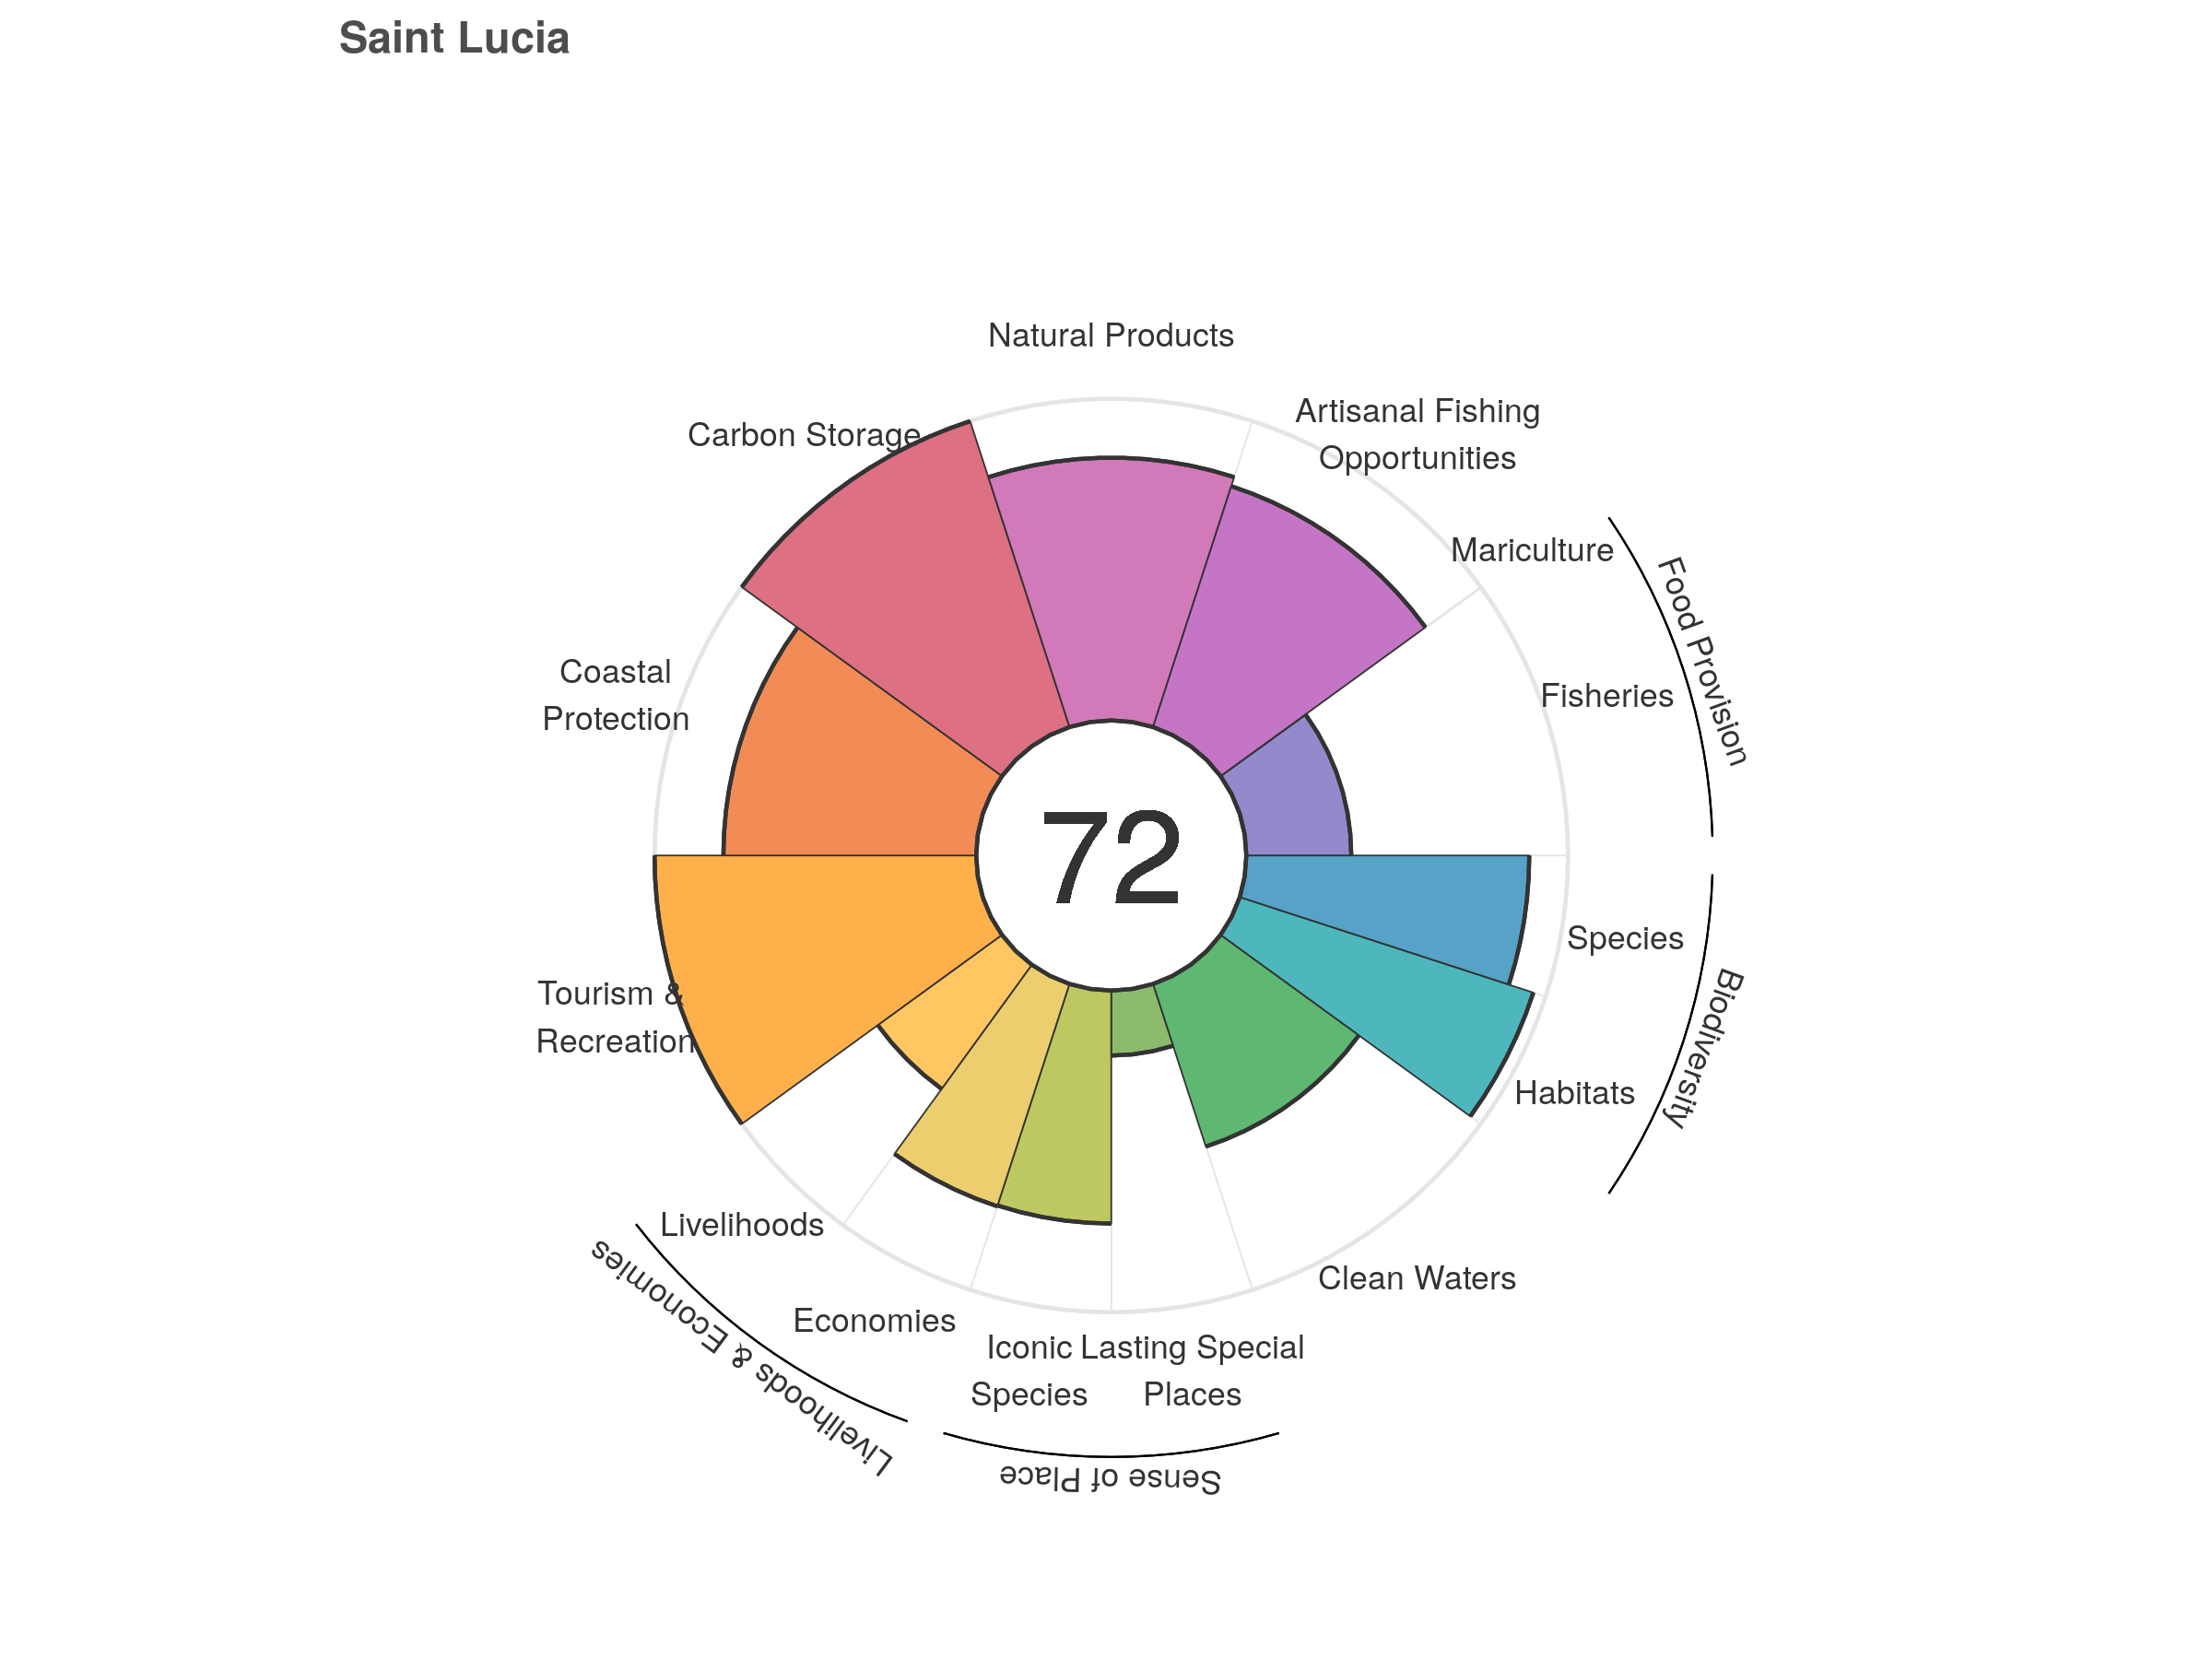 Saint Lucia
Natural Products
Artisanal Fishing
Opportunities
Carbon Storage
Mariculture
Food Provision
Coastal
Protection
Fisheries
72
Species
Biodiversity
Tourism &
Recreation
Habitats
Livelihoods
Clean Waters
Economies
Livelihoods & Economies
Iconic
Species
Lasting Special
Places
Sense of Place